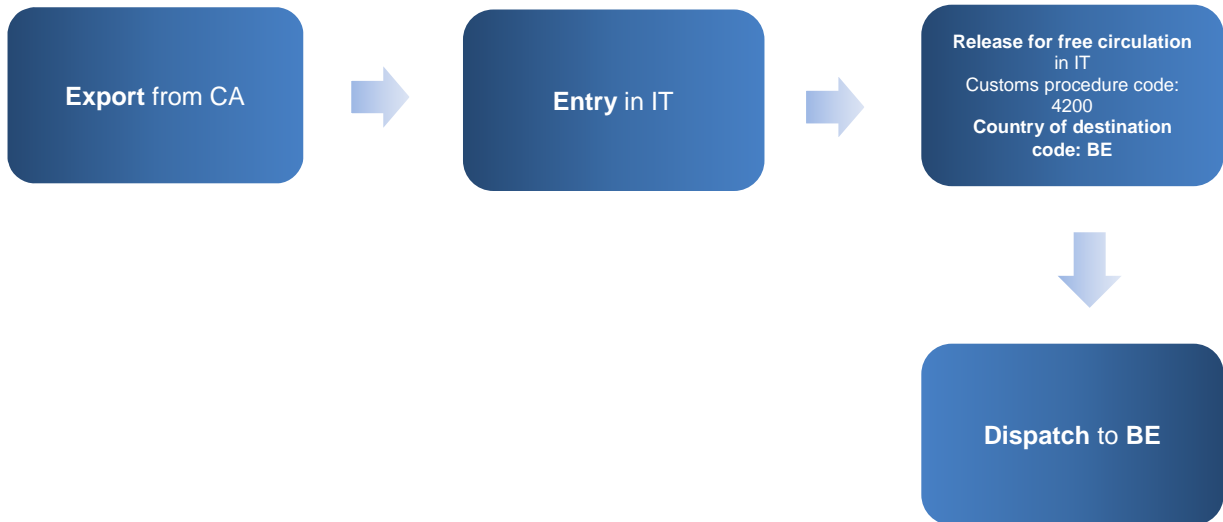 Export from CA
Entry in IT
Release for free circulation
in IT
Customs procedure code:
4200
Country of destination
code: BE
Dispatch to BE